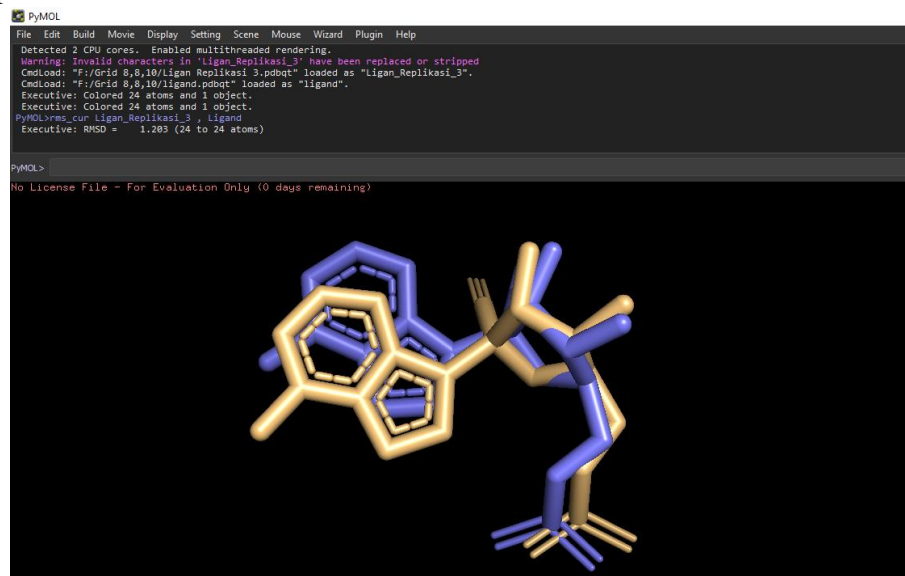 PyMOL
File Edit Build Movie Display Setting Scene Mouse Wizard Plugin Help
Detected 2 CPU cores. Enabled multithreaded rendering.
Warning: Invalid characters in 'Ligan_Replikasi_3' have been replaced or stripped
CmdLoad: "F:/Grid 8,8,10/Ligan Replikasi 3.pdbqt" loaded as "Ligan_Replikasi_3".
CmdLoad: "F:/Grid 8,8,10/ligand.pdbqt" loaded as "ligand".
Executive: Colored 24 atoms and 1 object.
Executive: Colored 24 atoms and 1 object.
PyMOL>rms_cur Ligan_Replikasi_3 , Ligand
Executive: RMSD = 1.203 (24 to 24 atoms)
PyMOL>
No License File - For Evaluation Only (0 days remaining)